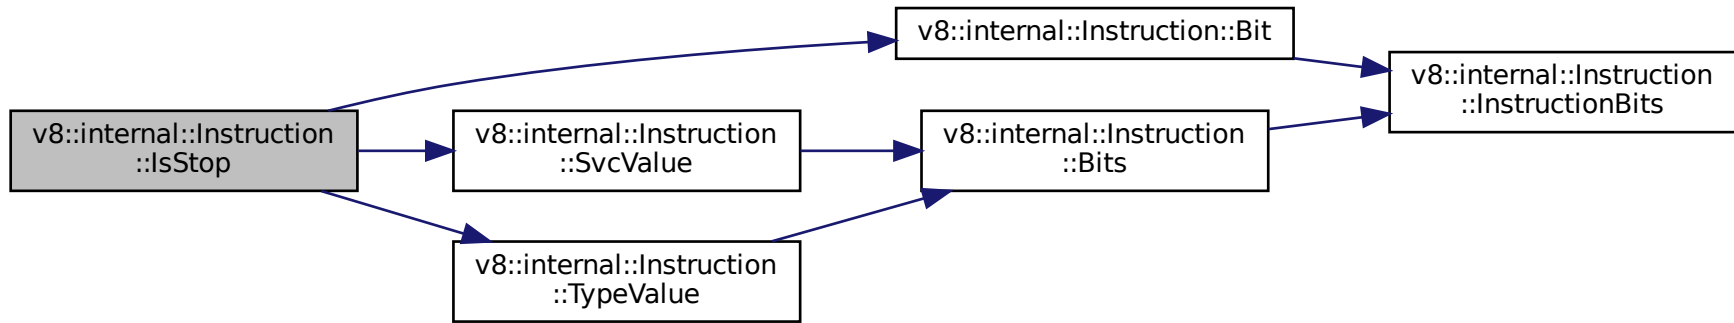 v8::internal::Instruction
::IsStop
v8::internal::Instruction::Bit
v8::internal::Instruction
::SvcValue
v8::internal::Instruction
::TypeValue
v8::internal::Instruction
::Bits
v8::internal::Instruction
::InstructionBits